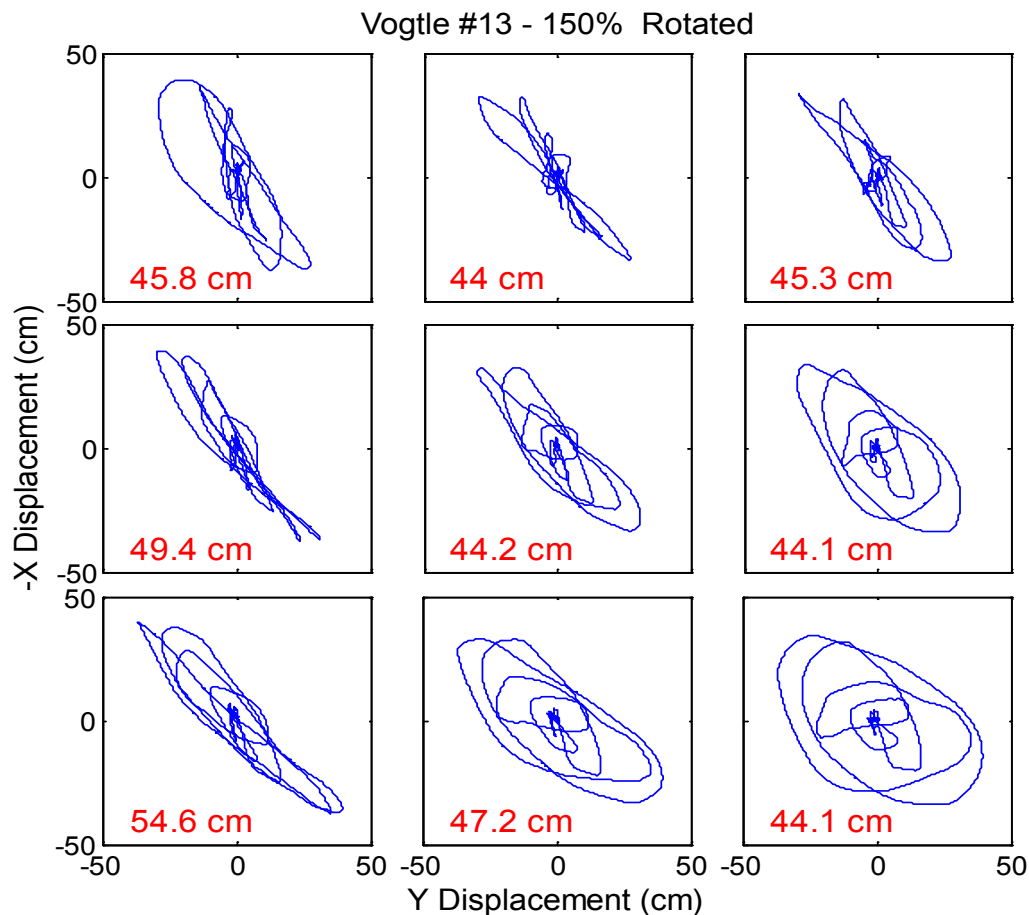 Vogtle #13 - 150% Rotated
50
0
-50
45.8 cm
44 cm
45.3 cm
-X Displacement (cm)
50
0
-50
49.4 cm
44.2 cm
44.1 cm
50
0
-50
54.6 cm
47.2 cm
44.1 cm
-50 0 50 -50 0 50 -50 0 50
Y Displacement (cm)